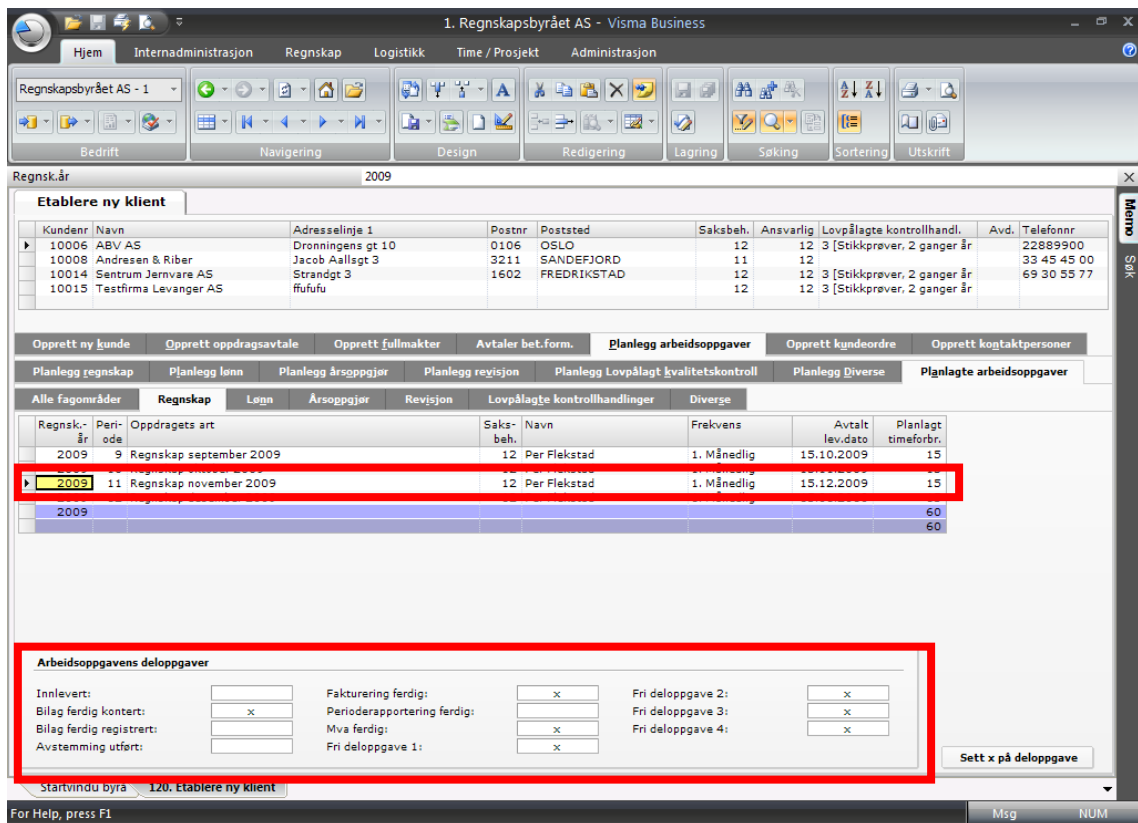 1. Regnskapsbyrået AS - Visma Business
Hjem Internadministrasjon Regnskap Logistikk Time / Prosjekt Administrasjon
Regnskapsbyrået AS - 1
Bedrift Navigering Design Redigering Lagring Søking Sortering Utskrift
Regnsk.år 2009
Memo
Søk
Etablere ny klient
Kundenr Navn Adresselinje 1 Postnr Poststed Saksbeh. Ansvarlig Lovpålagte kontrollhandl. Avd. Telefonnr
10006 ABV AS Dronningens gt 10 0106 OSLO 12 12 3 [Stikkprøver, 2 ganger år 22889900
10008 Andresen & Riber Jacob Aallsgt 3 3211 SANDEFJORD 11 12 33 45 45 00
10014 Sentrum Jernvare AS Strandgt 3 1602 FREDRIKSTAD 12 12 3 [Stikkprøver, 2 ganger år 69 30 55 77
10015 Testfirma Levanger AS ffufufu 12 12 3 [Stikkprøver, 2 ganger år
Opprett ny kunde Opprett oppdragsavtale Opprett fullmakter Avtaler bet.form. Planlegg arbeidsoppgaver Opprett kundeordre Opprett kontaktpersoner
Planlegg regnskap Planlegg lønn Planlegg årsoppgjør Planlegg revisjon Planlegg Lovpålagt kvalitetskontroll Planlegg Diverse Planlagte arbeidsoppgaver
Alle fagområder Regnskap Lønn Årsoppgjør Revisjon Lovpålagte kontrollhandlinger Diverse
Regnsk.- Peri- Oppdragets art Saks- Navn Frekvens Avtalt Planlagt
år ode beh. lev.dato timeforbr.
2009 9 Regnskap september 2009 12 Per Flekstad 1. Månedlig 15.10.2009 15
2009 11 Regnskap november 2009 12 Per Flekstad 1. Månedlig 15.12.2009 15
2009 60
60
Arbeidsoppgavens deloppgaver
Innlevert: Fakturering ferdig: x Fri deloppgave 2: x
Bilag ferdig kontert: x Perioderapportering ferdig: Fri deloppgave 3: x
Bilag ferdig registrert: Mva ferdig: x Fri deloppgave 4: x
Avstemming utført: Fri deloppgave 1: x
Sett x på deloppgave
Startvindu byrå 120. Etablere ny klient
For Help, press F1 Msg NUM